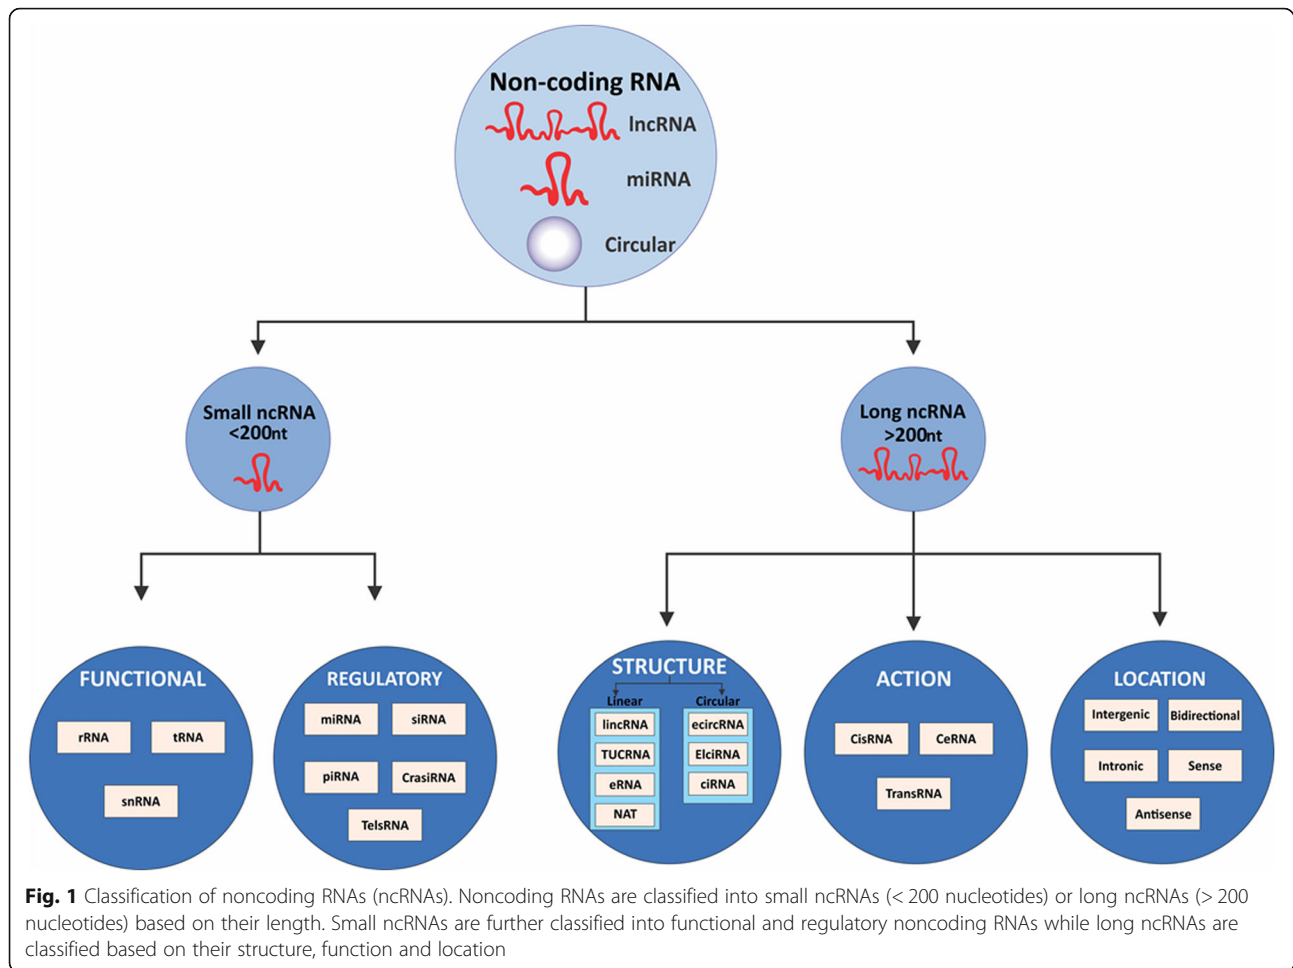 Non-coding RNA
lncRNA
miRNA
Circular
Small ncRNA
<200nt
Long ncRNA
>200nt
FUNCTIONAL
rRNA
tRNA
snRNA
REGULATORY
miRNA
siRNA
piRNA
CrasiRNA
TelsRNA
STRUCTURE
Linear
lincRNA
TUCRNA
eRNA
NAT
Circular
ecircRNA
ElciRNA
ciRNA
ACTION
CisRNA
CeRNA
TransRNA
LOCATION
Intergenic
Bidirectional
Intronic
Sense
Antisense
Fig. 1 Classification of noncoding RNAs (ncRNAs). Noncoding RNAs are classified into small ncRNAs (< 200 nucleotides) or long ncRNAs (> 200
nucleotides) based on their length. Small ncRNAs are further classified into functional and regulatory noncoding RNAs while long ncRNAs are
classified based on their structure, function and location